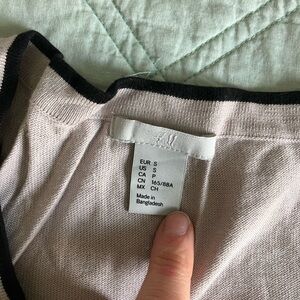 EUR S
US S
CA P
CN 165/88A
MX CH
Made in
Bangladesh